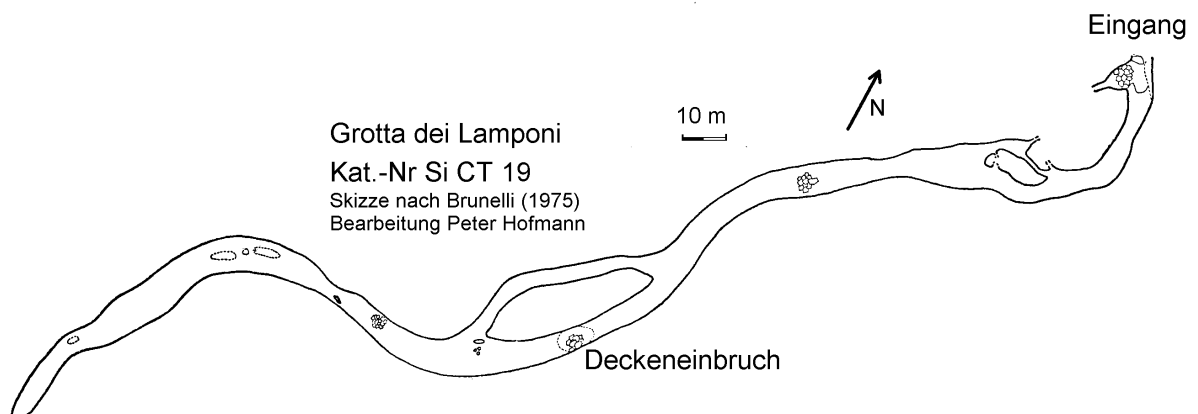 Eingang
N
10 m
Grotta dei Lamponi
Kat.-Nr Si CT 19
Skizze nach Brunelli (1975)
Bearbeitung Peter Hofmann
Deckeneinbruch